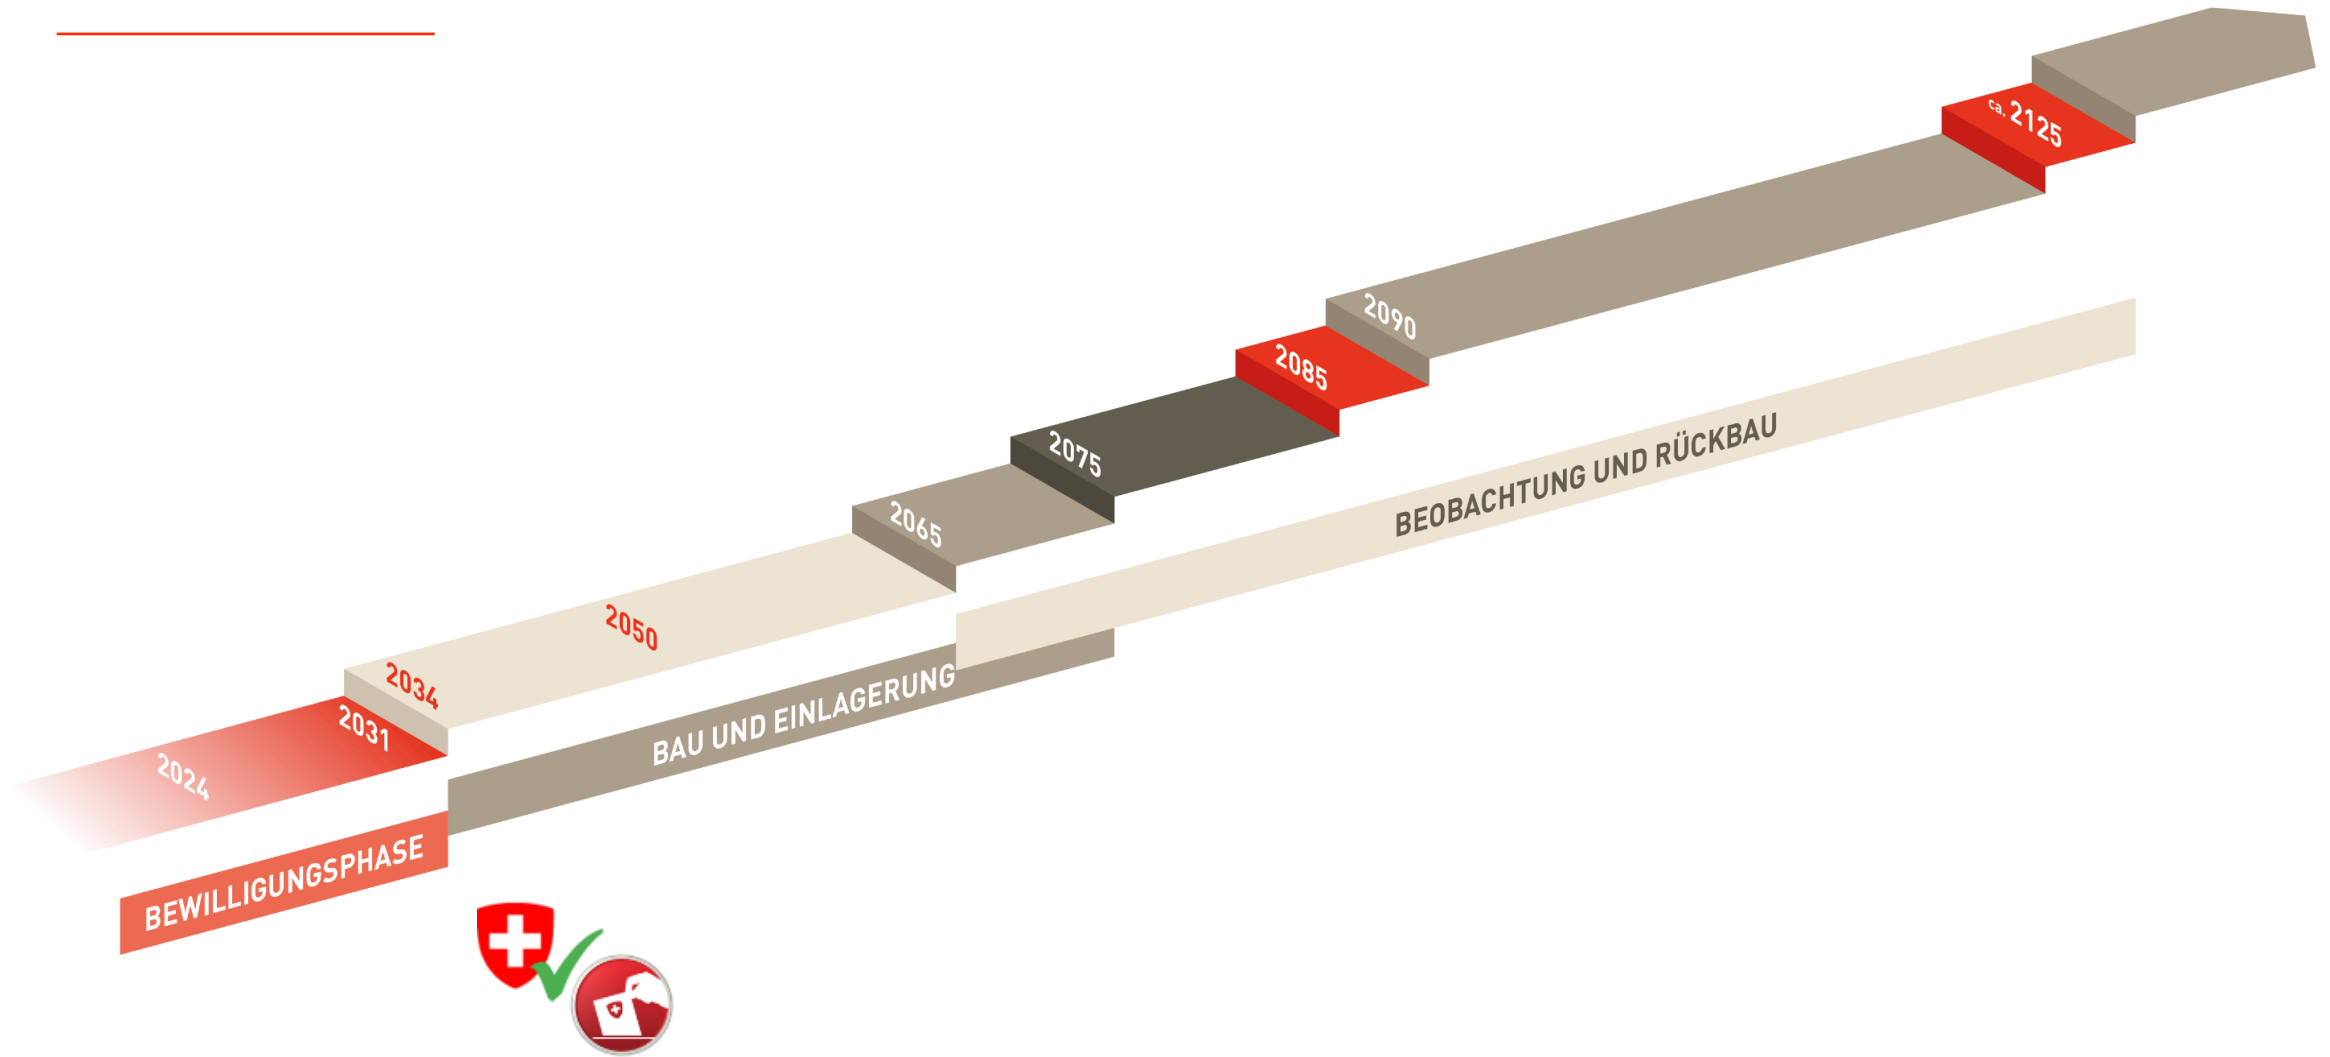 2024
2031
2034
2050
2065
2075
2085
2090
ca. 2125
BEWILLIGUNGSPHASE
BAU UND EINLAGERUNG
BEOBACHTUNG UND RÜCKBAU